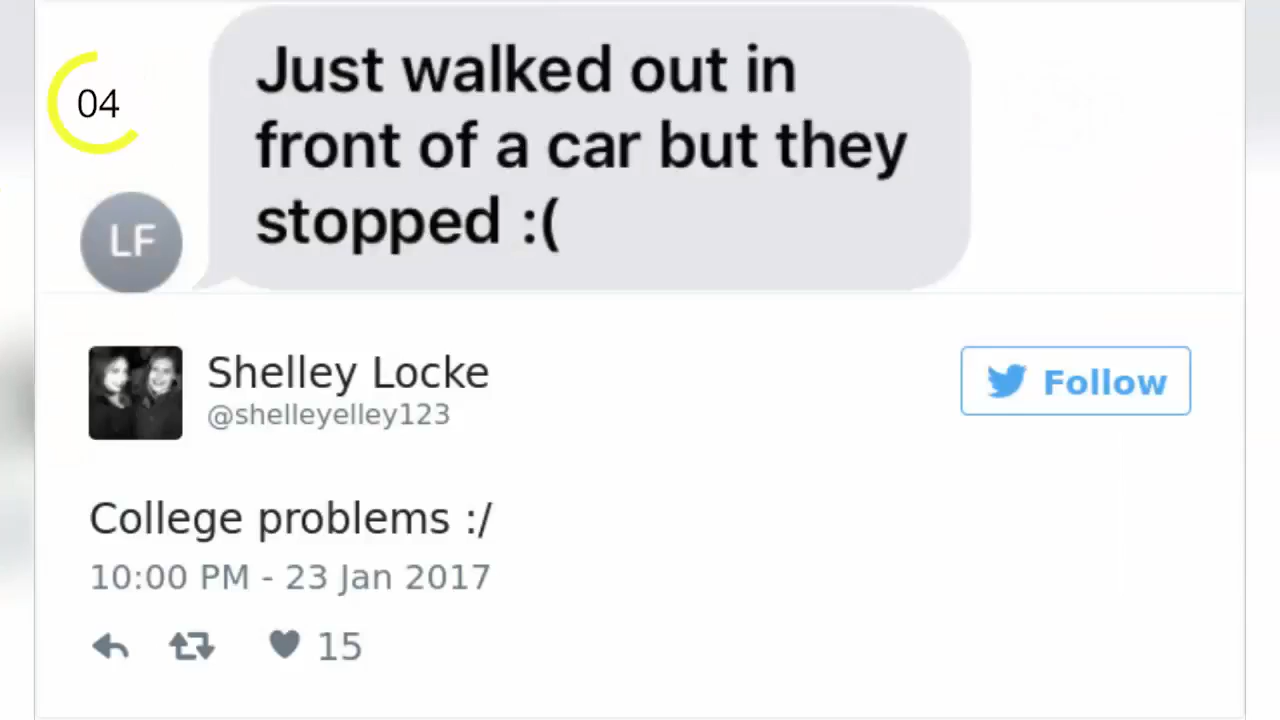 04
Just walked out in
front of a car but they
stopped :(
LF
Shelley Locke
@shelleyelley123
Follow
College problems :/
10:00 PM - 23 Jan 2017
15